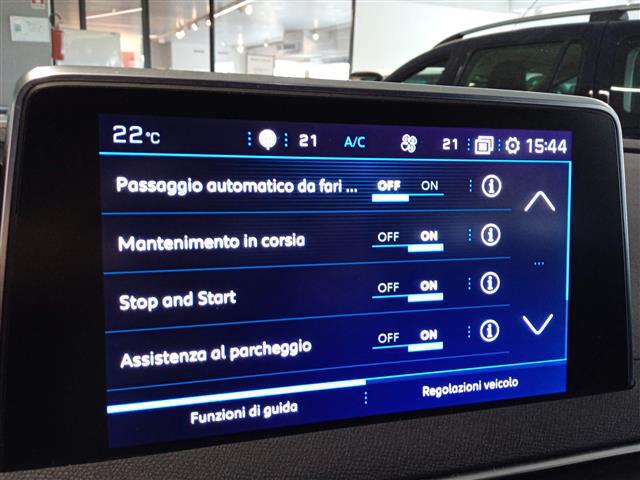 22°C 21 A/C 21 15:44
Passaggio automatico da fari ... OFF ON
Mantenimento in corsia OFF ON
Stop and Start OFF ON
Assistenza al parcheggio OFF ON
Funzioni di guida Regolazioni veicolo